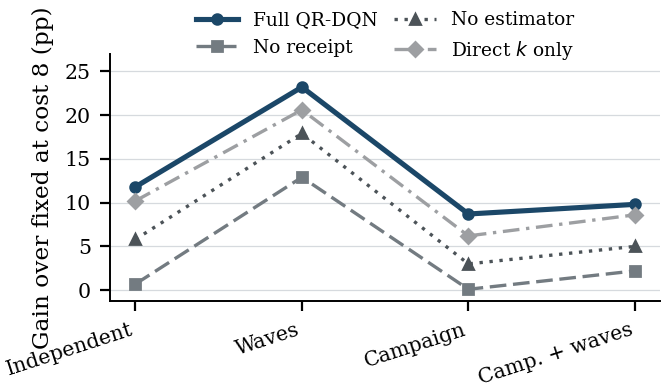 Full QR-DQN
No receipt
No estimator
Direct k only
Gain over fixed at cost 8 (pp)
25
20
15
10
5
0
Independent
Waves
Campaign
Camp. + waves